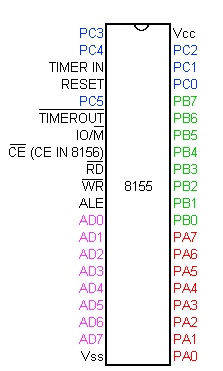 PC3 Vcc
PC4 PC2
TIMER IN PC1
RESET PC0
PC5 PB7
TIMEROUT PB6
IO/M PB5
CE (CE IN 8156) PB4
RD PB3
WR 8155 PB2
ALE PB1
AD0 PB0
AD1 PA7
AD2 PA6
AD3 PA5
AD4 PA4
AD5 PA3
AD6 PA2
AD7 PA1
Vss PA0